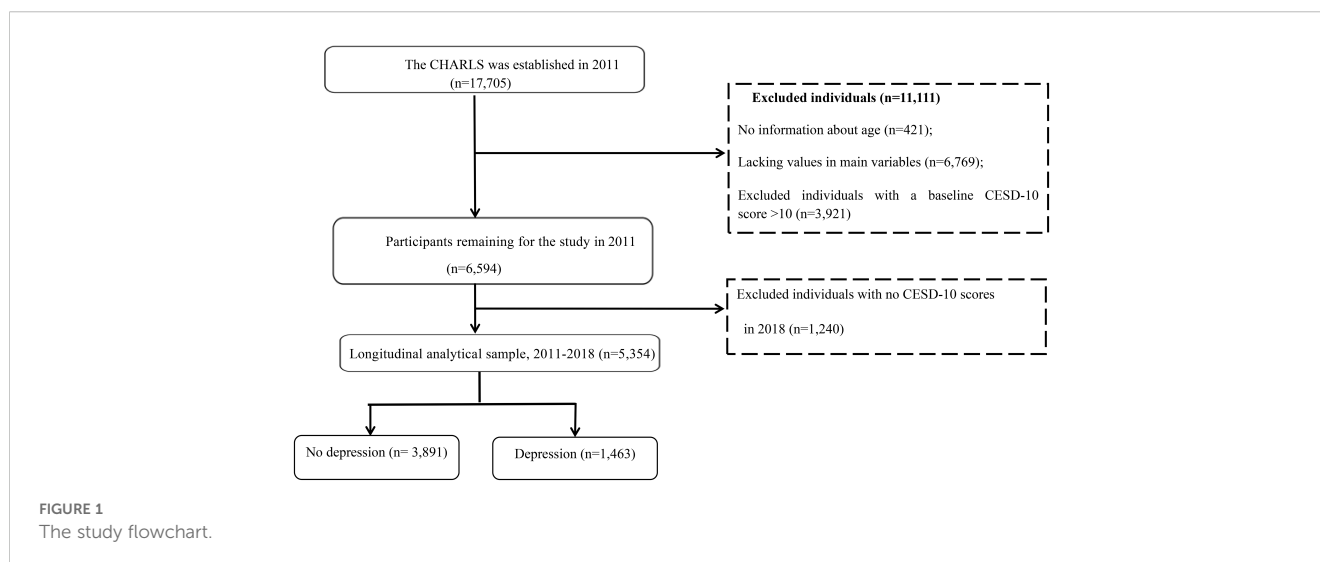 The CHARLS was established in 2011
(n=17,705)
Excluded individuals (n=11,111)
No information about age (n=421);
Lacking values in main variables (n=6,769);
Excluded individuals with a baseline CESD-10
score >10 (n=3,921)
Participants remaining for the study in 2011
(n=6,594)
Excluded individuals with no CESD-10 scores
in 2018 (n=1,240)
Longitudinal analytical sample, 2011-2018 (n=5,354)
No depression (n= 3,891)
Depression (n=1,463)
FIGURE 1
The study flowchart.